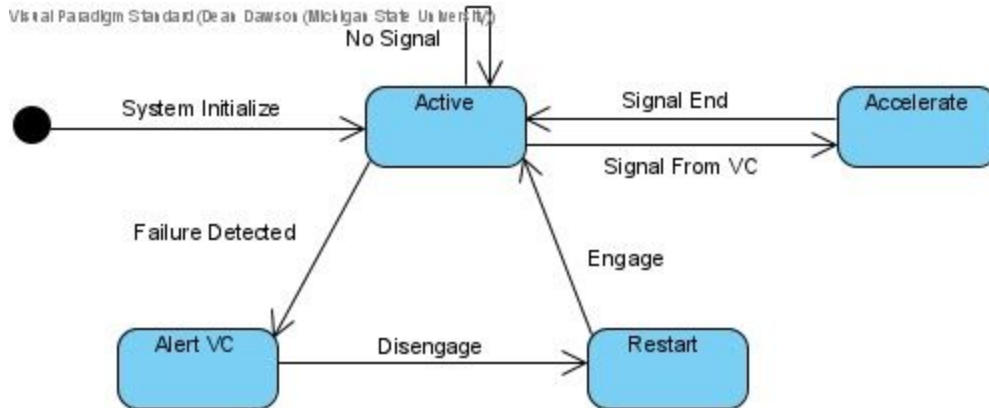 Visual Paradigm Standard (Dean Dawson (Michigan State University))
No Signal
Active
System Initialize
Signal End
Accelerate
Signal From VC
Failure Detected
Engage
Alert VC
Disengage
Restart